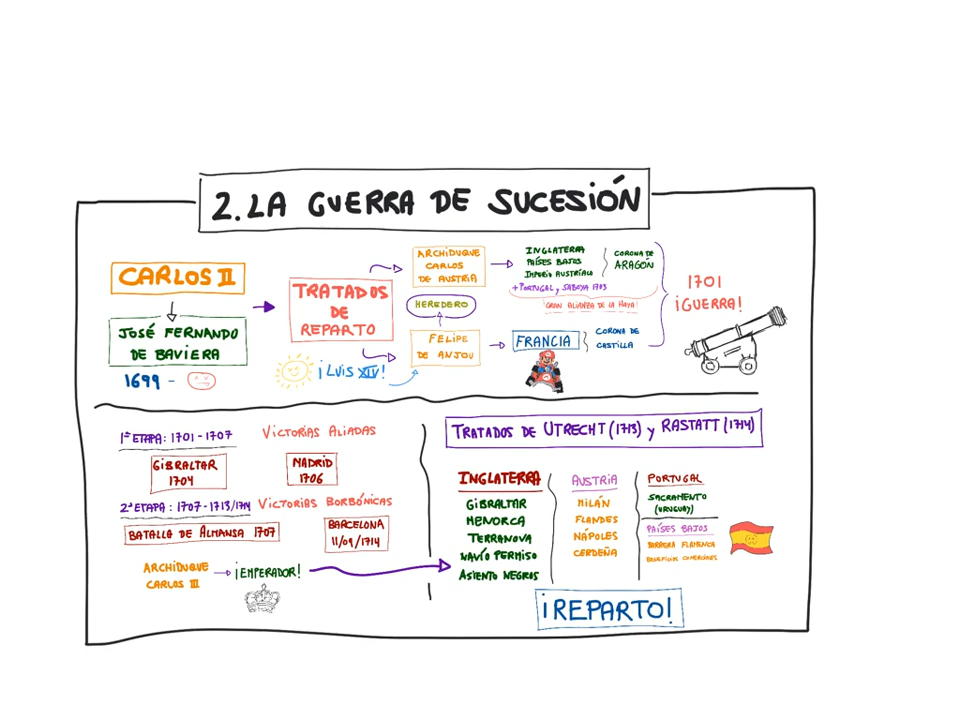 2. LA GUERRA DE SUCESIÓN
CARLOS II
JOSÉ FERNANDO
DE BAVIERA
1699 -
TRATADOS
DE
REPARTO
¡LUIS XIV!
ARCHIDUQUE
CARLOS
DE AUSTRIA
HEREDERO
FELIPE
DE ANJOU
INGLATERRA
PAÍSES BAJOS
IMPERIO AUSTRÍACO
+ PORTUGAL y SABOYA 1703
GRAN ALIANZA DE LA HAYA
CORONA DE
ARAGÓN
FRANCIA
CORONA DE
CASTILLA
1701
¡GUERRA!
1ª ETAPA: 1701 - 1707
VICTORIAS ALIADAS
GIBRALTAR
1704
MADRID
1706
2ª ETAPA: 1707 - 1713/1714
VICTORIAS BORBÓNICAS
BATALLA DE ALMANSA 1707
BARCELONA
11/09/1714
ARCHIDUQUE
CARLOS III
¡EMPERADOR!
TRATADOS DE UTRECHT (1713) y RASTATT (1714)
INGLATERRA
GIBRALTAR
MENORCA
TERRANOVA
NAVÍO PERMISO
ASIENTO NEGROS
AUSTRIA
MILÁN
FLANDES
NÁPOLES
CERDEÑA
PORTUGAL
SACRAMENTO
(URUGUAY)
PAÍSES BAJOS
BARRERA FLAMENCA
BENEFICIOS COMERCIALES
¡REPARTO!